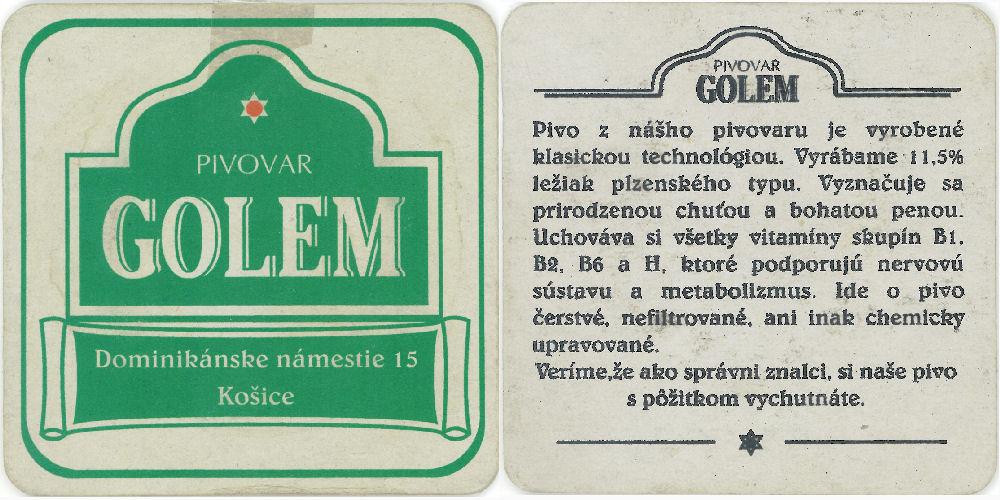 PIVOVAR
GOLEM
Dominikánske námestie 15
Košice
PIVOVAR
GOLEM
Pivo z nášho pivovaru je vyrobené
klasickou technológiou. Vyrábame 11,5%
ležiak plzenského typu. Vyznačuje sa
prirodzenou chuťou a bohatou penou.
Uchováva si všetky vitamíny skupín B1,
B2, B6 a H, ktoré podporujú nervovú
sústavu a metabolizmus. Ide o pivo
čerstvé, nefiltrované, ani inak chemicky
upravované.
Veríme,že ako správni znalci, si naše pivo
s pôžitkom vychutnáte.